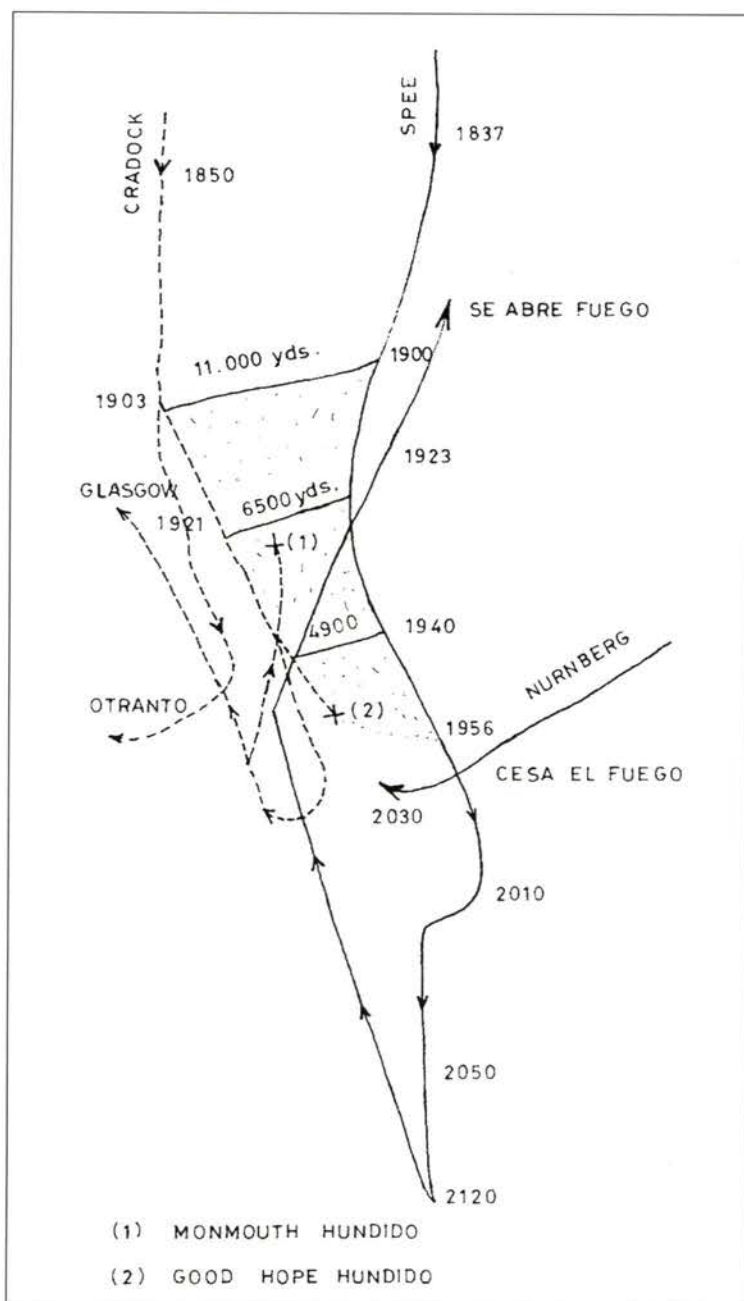 SPEE
CRADOCK
1837
1850
SE ABRE FUEGO
11.000 yds.
1900
1903
1923
GLASGOW
6500 yds.
1921
(1)
4900
1940
NURNBERG
OTRANTO
(2)
1956
CESA EL FUEGO
2030
2010
2050
2120
(1) MONMOUTH HUNDIDO
(2) GOOD HOPE HUNDIDO